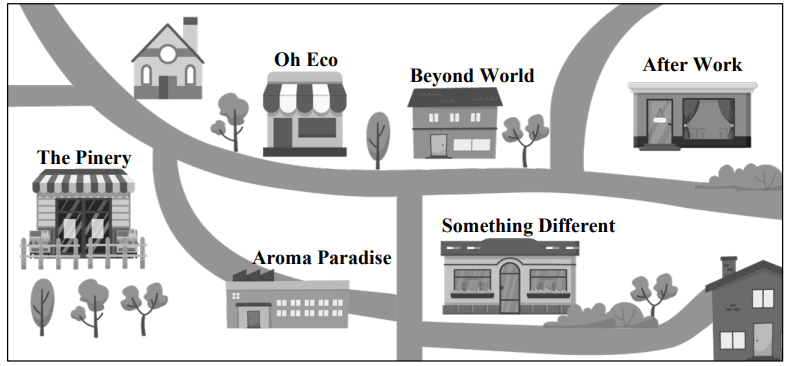 Oh Eco
Beyond World
After Work
The Pinery
Something Different
Aroma Paradise